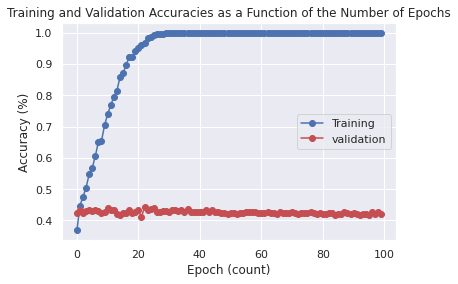 Training and Validation Accuracies as a Function of the Number of Epochs
1.0
0.9
0.8
0.7
0.6
0.5
0.4
Accuracy (%)
Training
validation
0 20 40 60 80 100
Epoch (count)